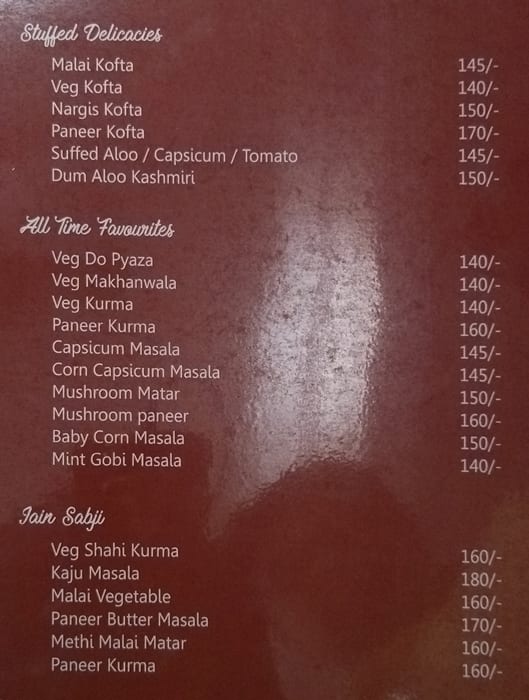 Stuffed Delicacies
Malai Kofta 145/-
Veg Kofta 140/-
Nargis Kofta 150/-
Paneer Kofta 170/-
Suffed Aloo / Capsicum / Tomato 145/-
Dum Aloo Kashmiri 150/-
All Time Favourites
Veg Do Pyaza 140/-
Veg Makhanwala 140/-
Veg Kurma 140/-
Paneer Kurma 160/-
Capsicum Masala 145/-
Corn Capsicum Masala 145/-
Mushroom Matar 150/-
Mushroom paneer 160/-
Baby Corn Masala 150/-
Mint Gobi Masala 140/-
Jain Sabji
Veg Shahi Kurma 160/-
Kaju Masala 180/-
Malai Vegetable 160/-
Paneer Butter Masala 170/-
Methi Malai Matar 160/-
Paneer Kurma 160/-